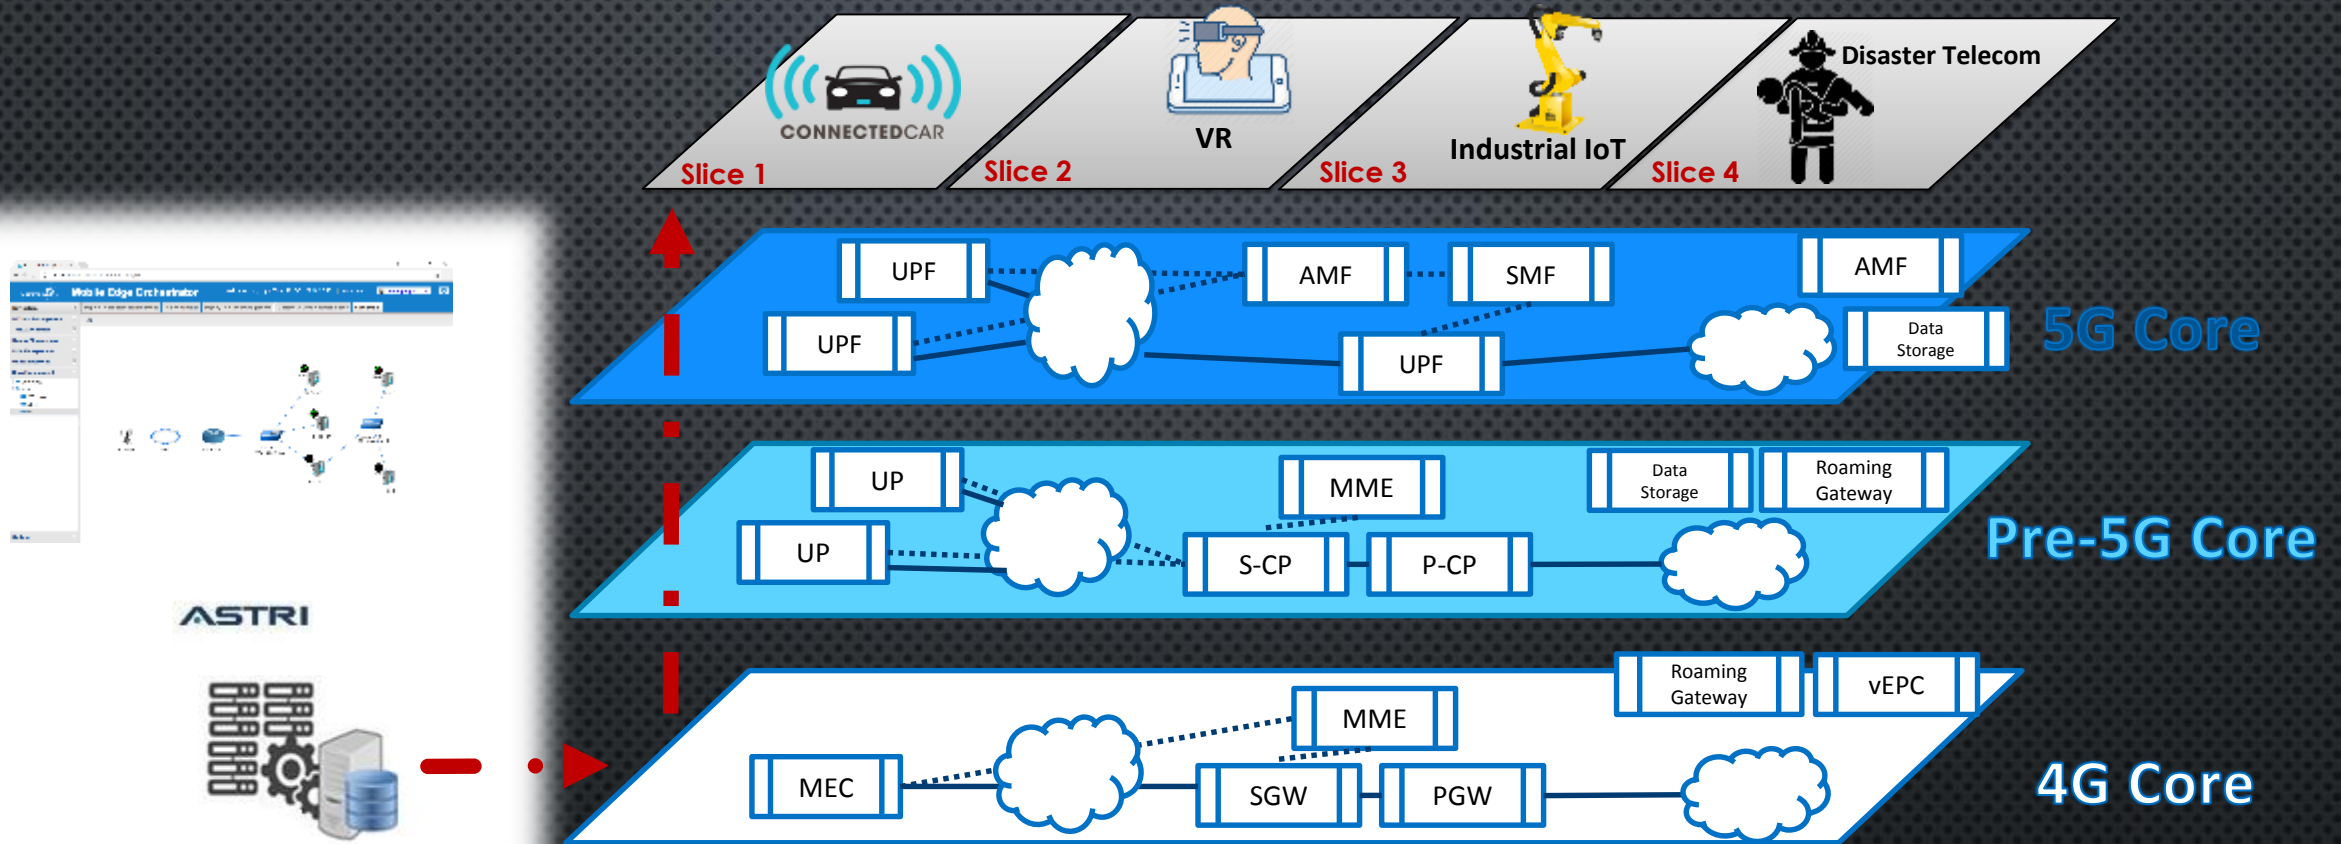 Disaster Telecom
CONNECTEDCAR
VR
Industrial IoT
Slice 1
Slice 2
Slice 3
Slice 4
UPF
AMF
SMF
AMF
UPF
UPF
Data
Storage
5G Core
UP
MME
Data
Storage
Roaming
Gateway
UP
S-CP
P-CP
Pre-5G Core
Roaming
Gateway
vEPC
MME
MEC
SGW
PGW
4G Core
Mobile Edge Orchestrator
ASTRI